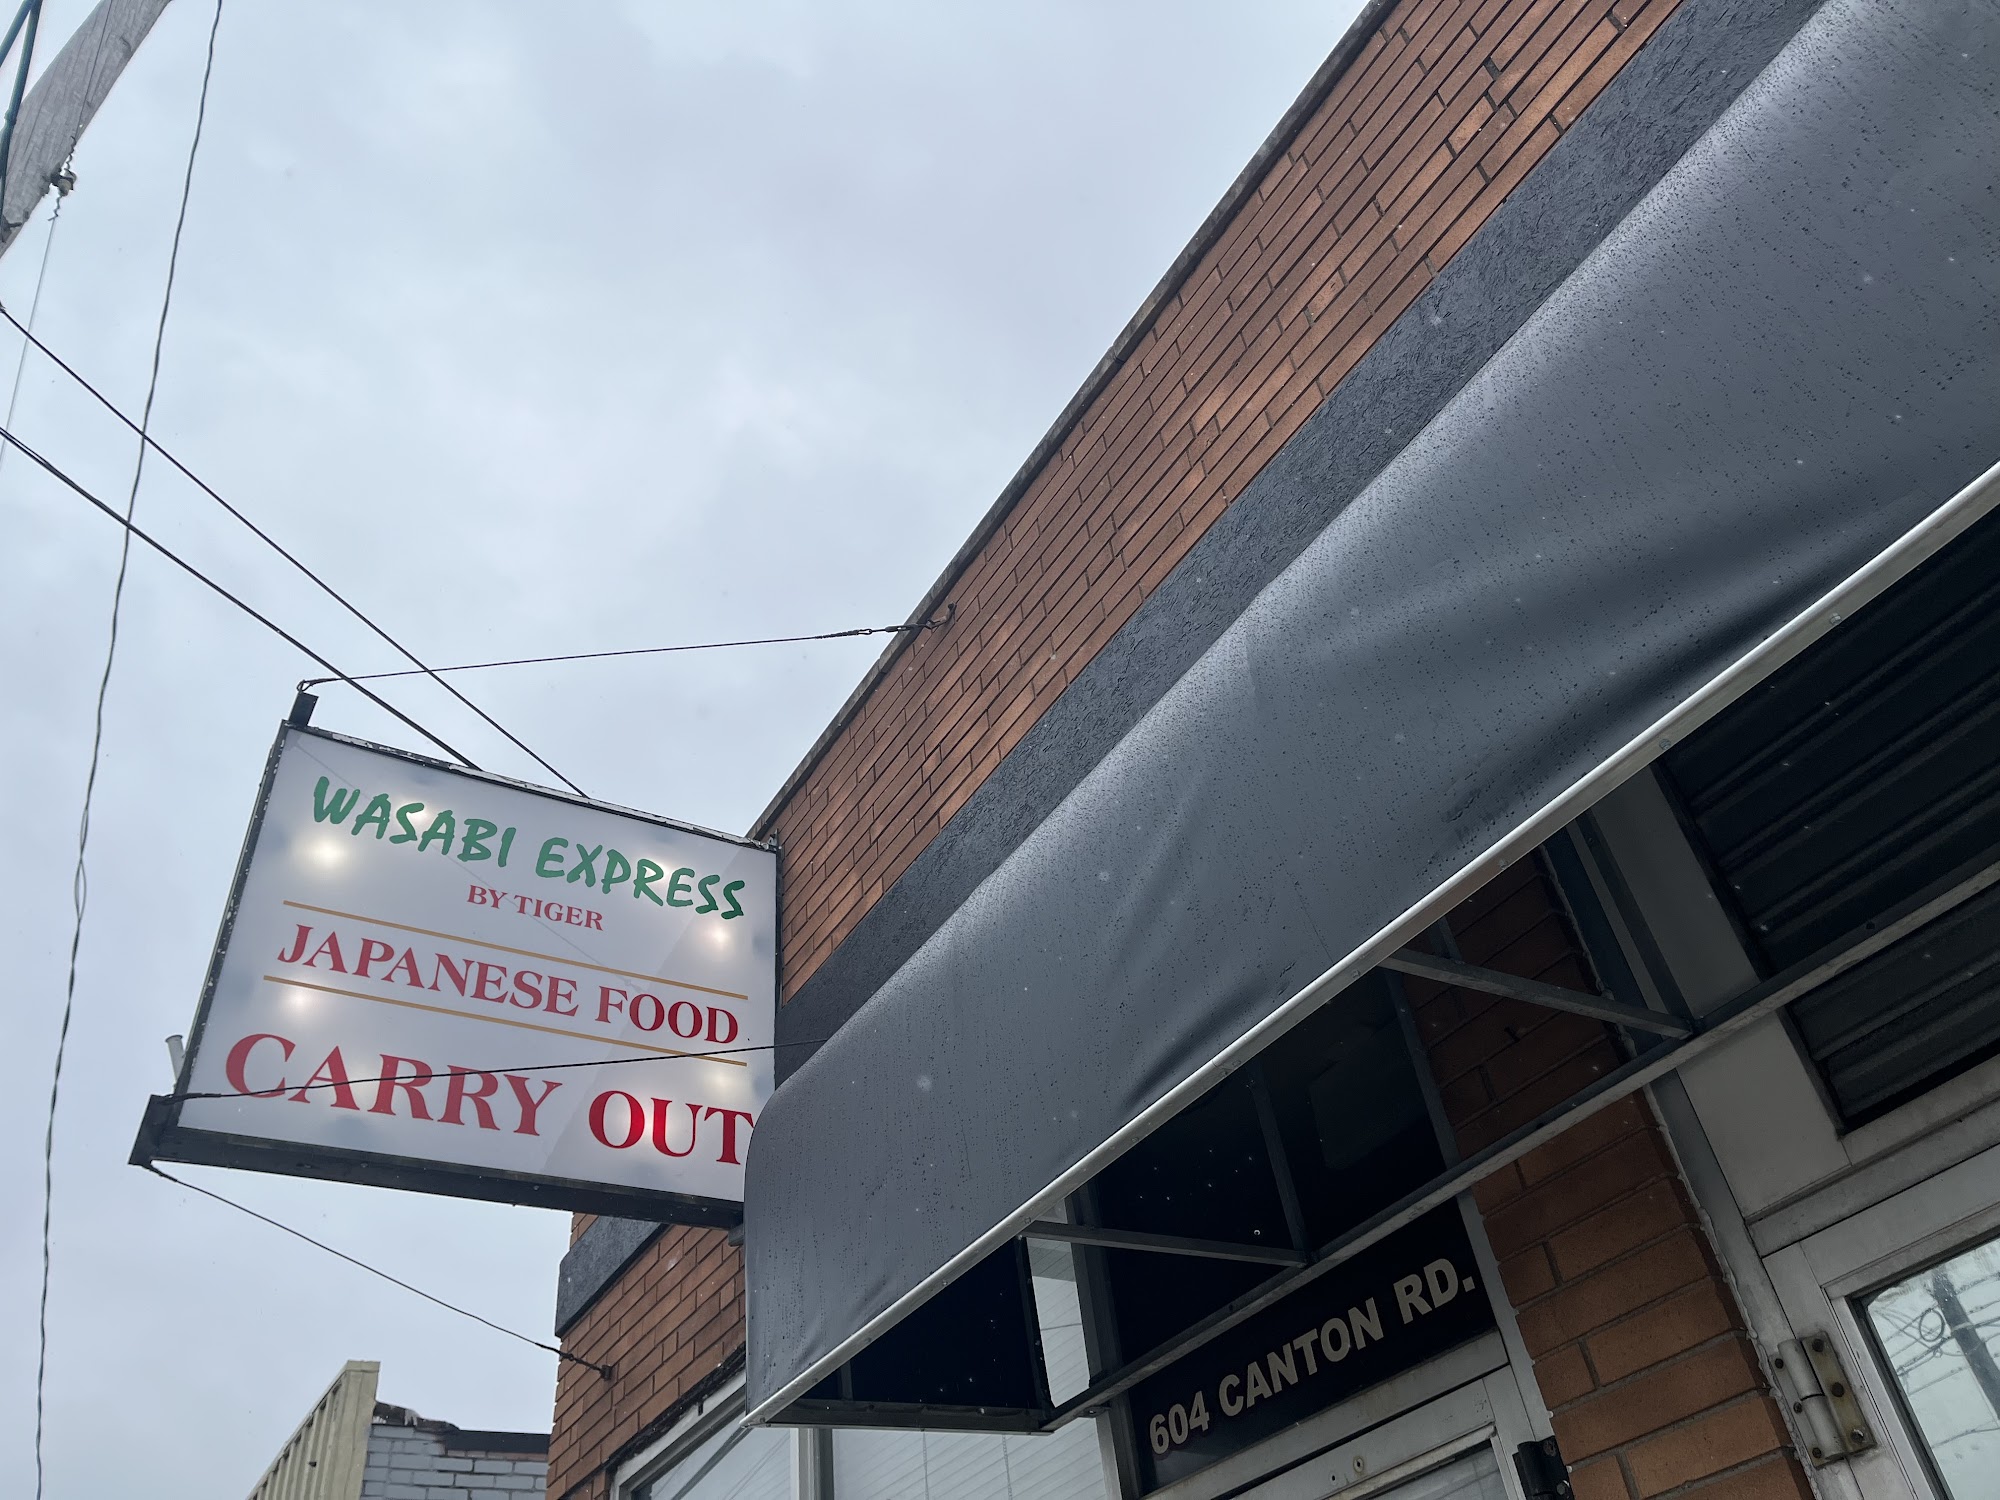 WASABI EXPRESS
BY TIGER
JAPANESE FOOD
CARRY OUT
604 CANTON RD.